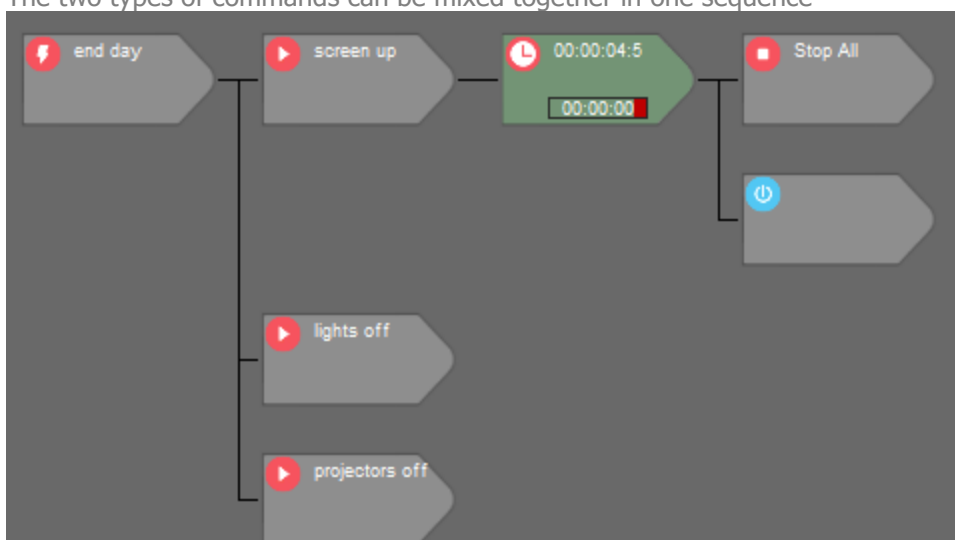 The two types of commands can be mixed together in one sequence
end day
screen up
00:00:04:5
Stop All
00:00:00
lights off
projectors off